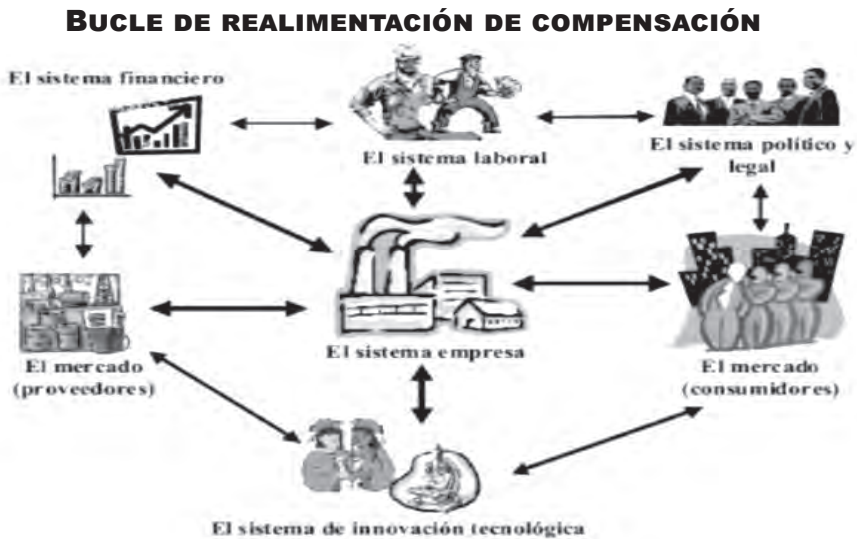 BUCLE DE REALIMENTACIÓN DE COMPENSACIÓN
El sistema financiero
El sistema laboral
El sistema político y
legal
El sistema empresa
El mercado
(proveedores)
El mercado
(consumidores)
El sistema de innovación tecnológica